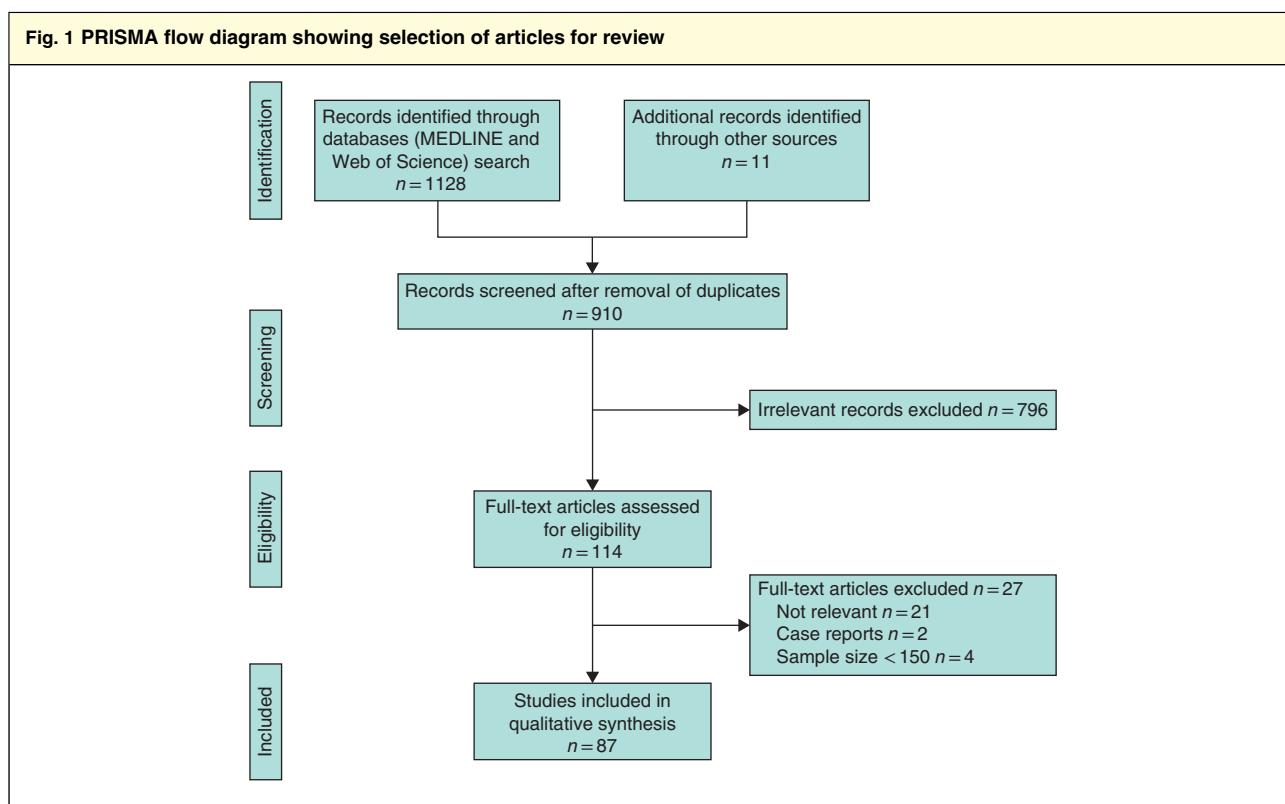 Fig. 1 PRISMA flow diagram showing selection of articles for review
Identification
Records identified through
databases (MEDLINE and
Web of Science) search
n = 1128
Additional records identified
through other sources
n = 11
Records screened after removal of duplicates
n = 910
Screening
Irrelevant records excluded n = 796
Eligibility
Full-text articles assessed
for eligibility
n = 114
Full-text articles excluded n = 27
Not relevant n = 21
Case reports n = 2
Sample size < 150 n = 4
Included
Studies included in
qualitative synthesis
n = 87